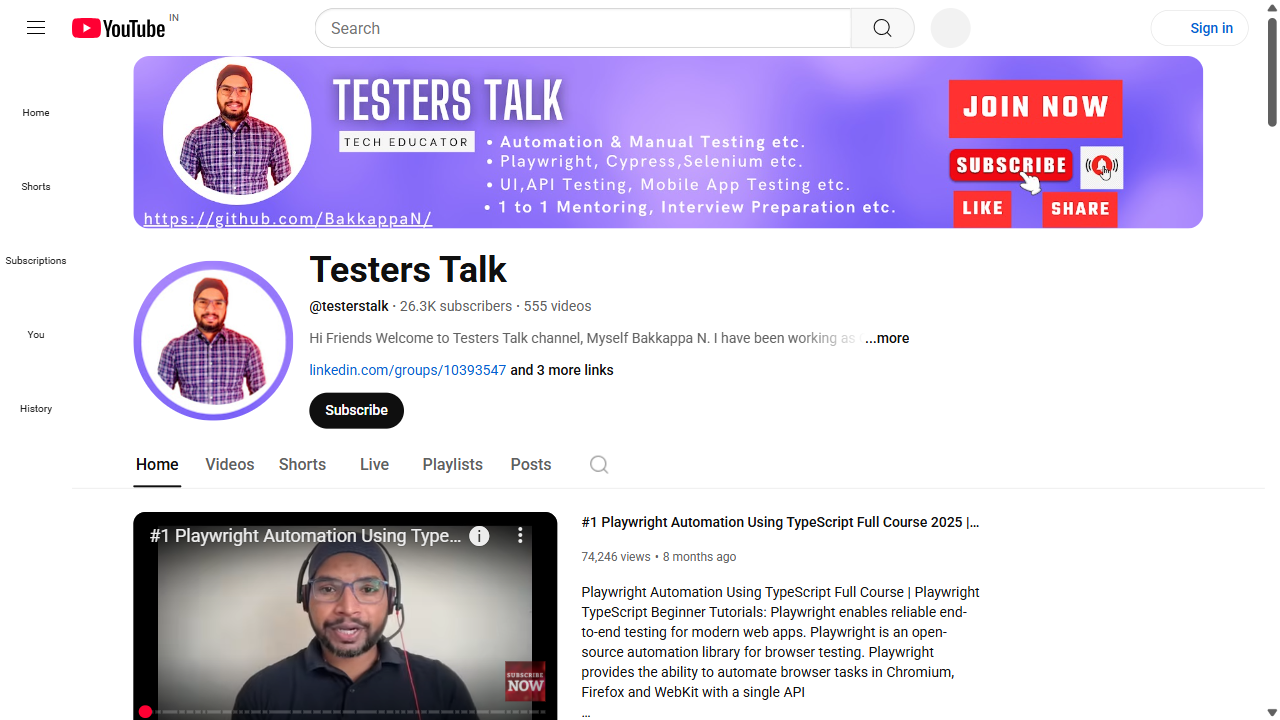 YouTube IN
Search
Sign in
Home
Shorts
Subscriptions
You
History
TESTERS TALK
TECH EDUCATOR
• Automation & Manual Testing etc.
• Playwright, Cypress,Selenium etc.
• UI,API Testing, Mobile App Testing etc.
• 1 to 1 Mentoring, Interview Preparation etc.
https://github.com/BakkappaN/
JOIN NOW
SUBSCRIBE
LIKE SHARE
Testers Talk
@testerstalk • 26.3K subscribers • 555 videos
Hi Friends Welcome to Testers Talk channel, Myself Bakkappa N. I have been working as ...more
linkedin.com/groups/10393547 and 3 more links
Subscribe
Home Videos Shorts Live Playlists Posts
#1 Playwright Automation Using Type...
SUBSCRIBE
NOW
#1 Playwright Automation Using TypeScript Full Course 2025 |...
74,246 views • 8 months ago
Playwright Automation Using TypeScript Full Course | Playwright
TypeScript Beginner Tutorials: Playwright enables reliable end-
to-end testing for modern web apps. Playwright is an open-
source automation library for browser testing. Playwright
provides the ability to automate browser tasks in Chromium,
Firefox and WebKit with a single API
...